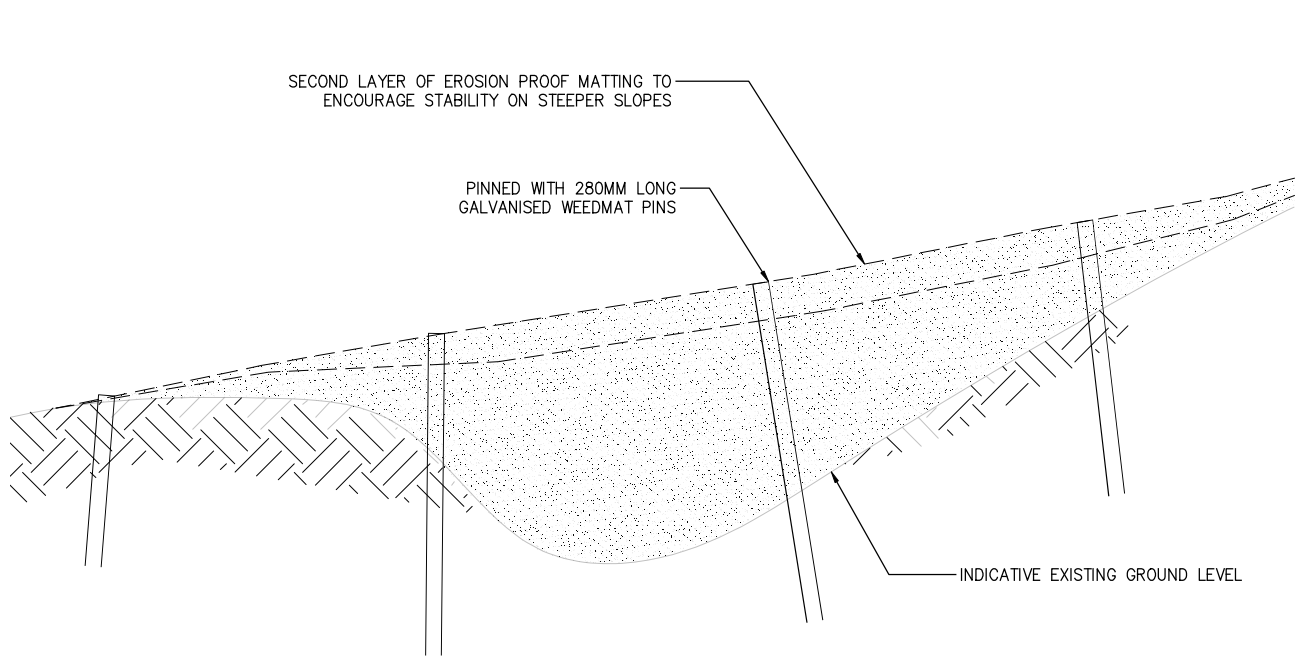 SECOND LAYER OF EROSION PROOF MATTING TO
ENCOURAGE STABILITY ON STEEPER SLOPES
PINNED WITH 280MM LONG
GALVANISED WEEDMAT PINS
INDICATIVE EXISTING GROUND LEVEL